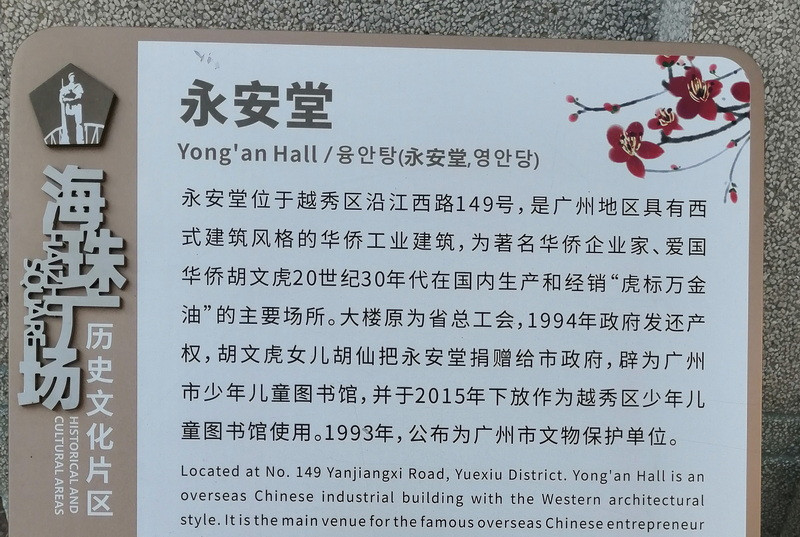 永安堂
Yong'an Hall / 융안탕(永安堂,영안당)
永安堂位于越秀区沿江西路149号，是广州地区具有西
式建筑风格的华侨工业建筑，为著名华侨企业家、爱国
华侨胡文虎20世纪30年代在国内生产和经销“虎标万金
油”的主要场所。大楼原为省总工会，1994年政府发还产
权，胡文虎女儿胡仙把永安堂捐赠给市政府，辟为广州
市少年儿童图书馆，并于2015年下放作为越秀区少年儿
童图书馆使用。1993年，公布为广州市文物保护单位。
Located at No. 149 Yanjiangxi Road, Yuexiu District. Yong'an Hall is an
overseas Chinese industrial building with the Western architectural
style. It is the main venue for the famous overseas Chinese entrepreneur
海珠广场
HAIZHU
SQUARE
历史文化片区
HISTORICAL AND
CULTURAL AREAS